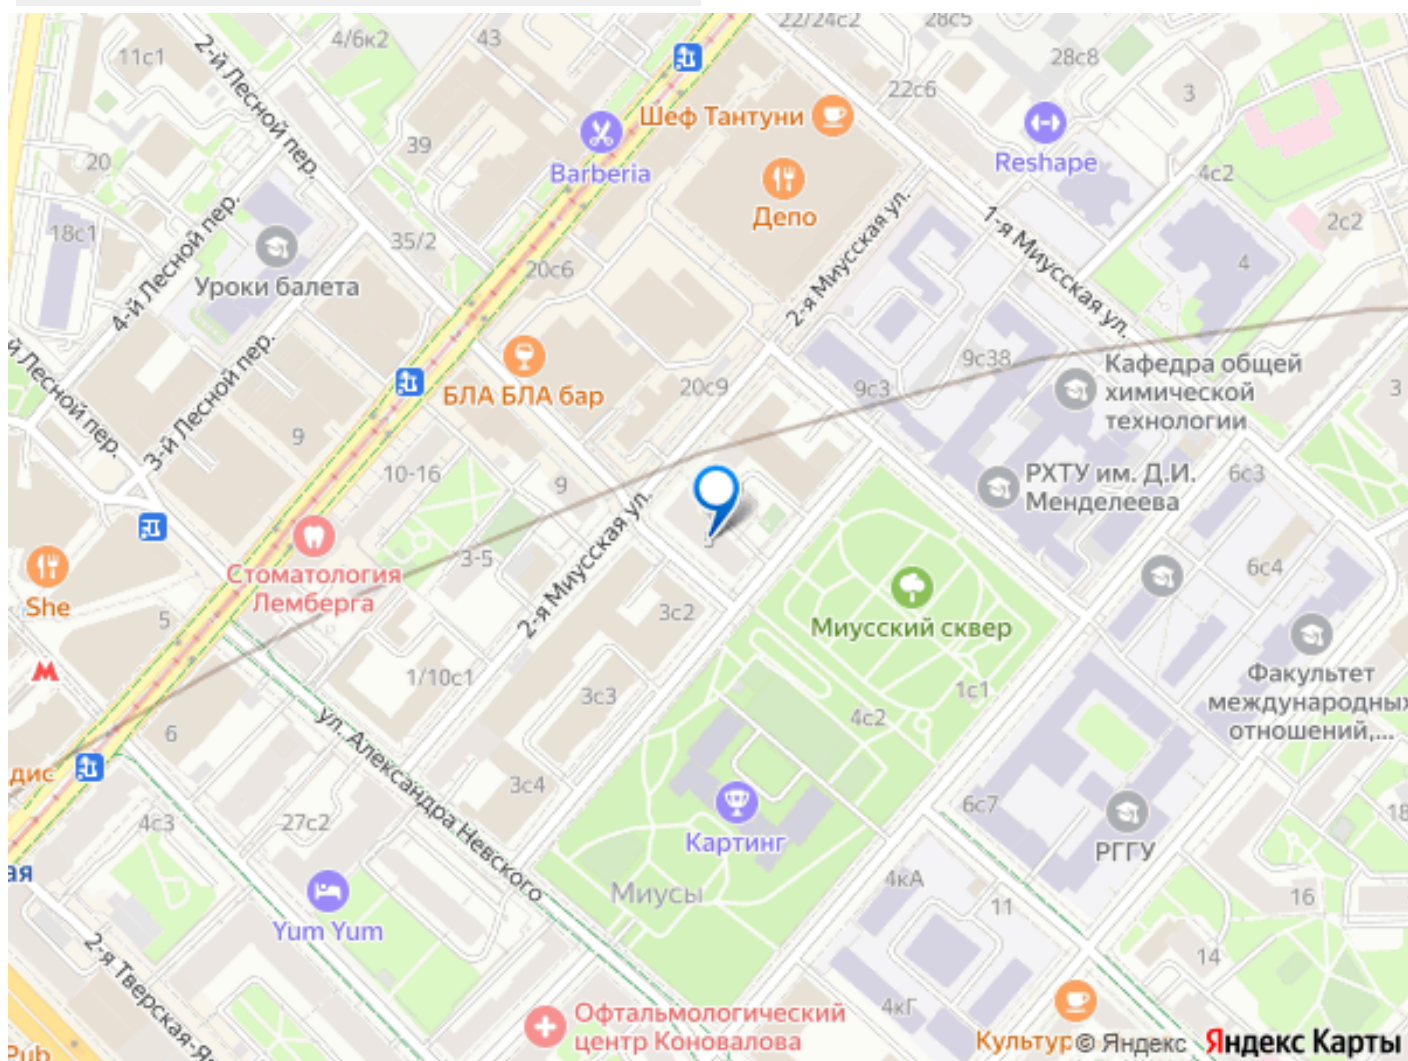 22/24с2
28с5
4/6к2
43
11с1
2-й Лесной пер.
28с8
22с6
3
Шеф Тантуни
Reshape
39
Barberia
20
4с2
Депо
2-я Миусская ул.
1-я Миусская ул.
2с2
18с1
4-й Лесной пер.
35/2
20с6
4
Уроки балета
3-й Лесной пер.
й Лесной пер.
БЛА БЛА бар
20с9
9с3
9с38
Кафедра общей
химической
технологии
3
9
10-16
9
2-я Миусская ул.
РХТУ им. Д.И.
Менделеева
6с3
3-5
Стоматология
Лемберга
6с4
She
5
3с2
Миусский сквер
М
1/10с1
3с3
1с1
4с2
Факультет
международных
отношений,...
ул. Александра Невского
6
дис
3с4
4с3
27с2
Картинг
6с7
РГГУ
18
ая
Миусы
4кА
11
16
Yum Yum
2-я Тверская-Я
14
4кГ
Офтальмологический
центр Коновалова
Культур
© Яндекс
Яндекс Карты
Pub